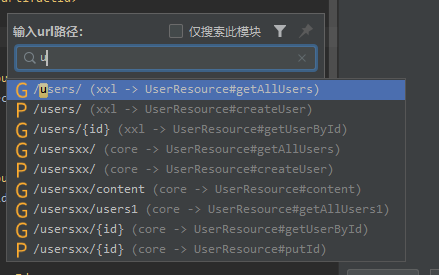 输入url路径:
仅搜索此模块
u
G /users/ (xxl -> UserResource#getAllUsers)
P /users/ (xxl -> UserResource#createUser)
G /users/{id} (xxl -> UserResource#getUserById)
G /usersxx/ (core -> UserResource#getAllUsers)
P /usersxx/ (core -> UserResource#createUser)
G /usersxx/content (core -> UserResource#content)
G /usersxx/users1 (core -> UserResource#getAllUsers1)
G /usersxx/{id} (core -> UserResource#getUserById)
P /usersxx/{id} (core -> UserResource#putId)